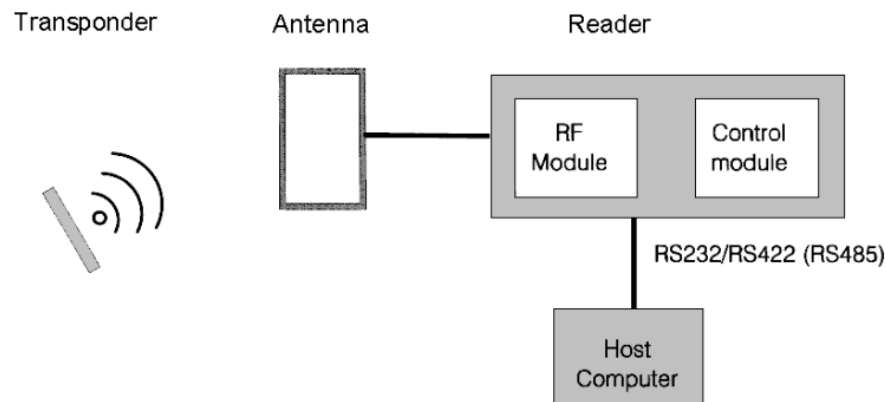 Transponder
Antenna
Reader
RF
Module
Control
module
RS232/RS422 (RS485)
Host
Computer